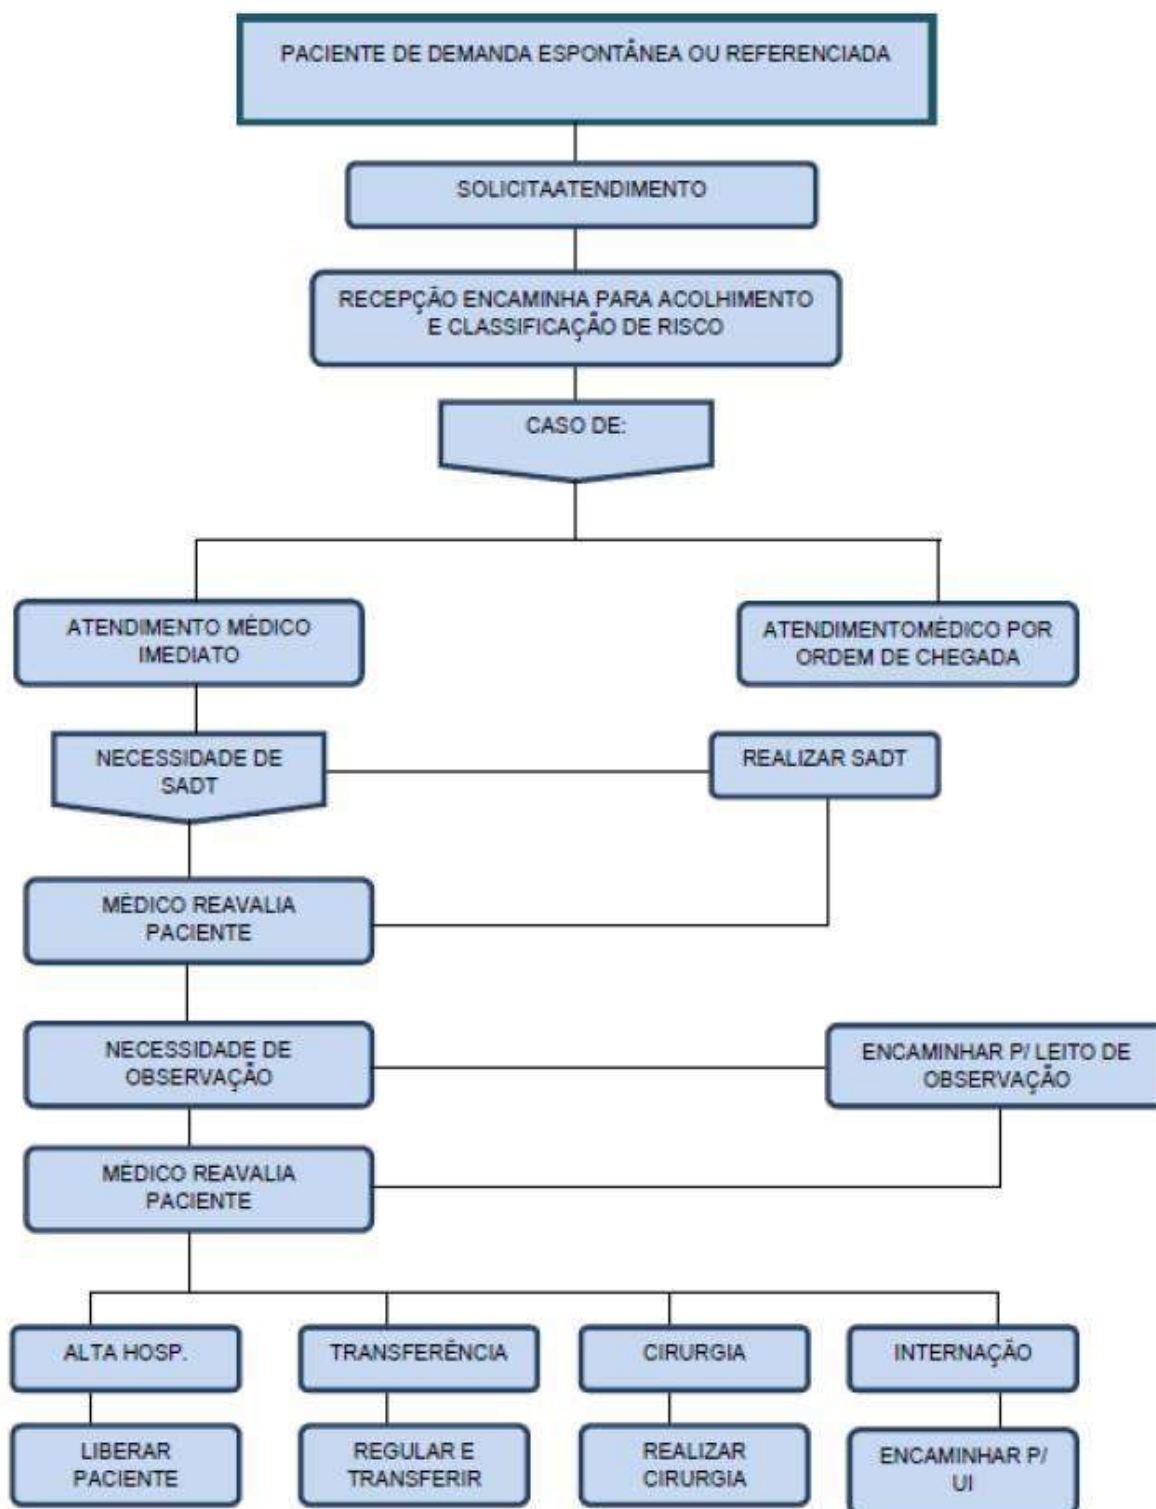 PACIENTE DE DEMANDA ESPONTÂNEA OU REFERENCIADA
SOLICITAATENDIMENTO
RECEPÇÃO ENCAMINHA PARA ACOLHIMENTO
E CLASSIFICAÇÃO DE RISCO
CASO DE:
ATENDIMENTO MÉDICO
IMEDIATO
ATENDIMENTOMÉDICO POR
ORDEM DE CHEGADA
NECESSIDADE DE
SADT
REALIZAR SADT
MÉDICO REAVALIA
PACIENTE
NECESSIDADE DE
OBSERVAÇÃO
ENCAMINHAR P/ LEITO DE
OBSERVAÇÃO
MÉDICO REAVALIA
PACIENTE
ALTA HOSP.
TRANSFERÊNCIA
CIRURGIA
INTERNAÇÃO
LIBERAR
PACIENTE
REGULAR E
TRANSFERIR
REALIZAR
CIRURGIA
ENCAMINHAR P/
UI